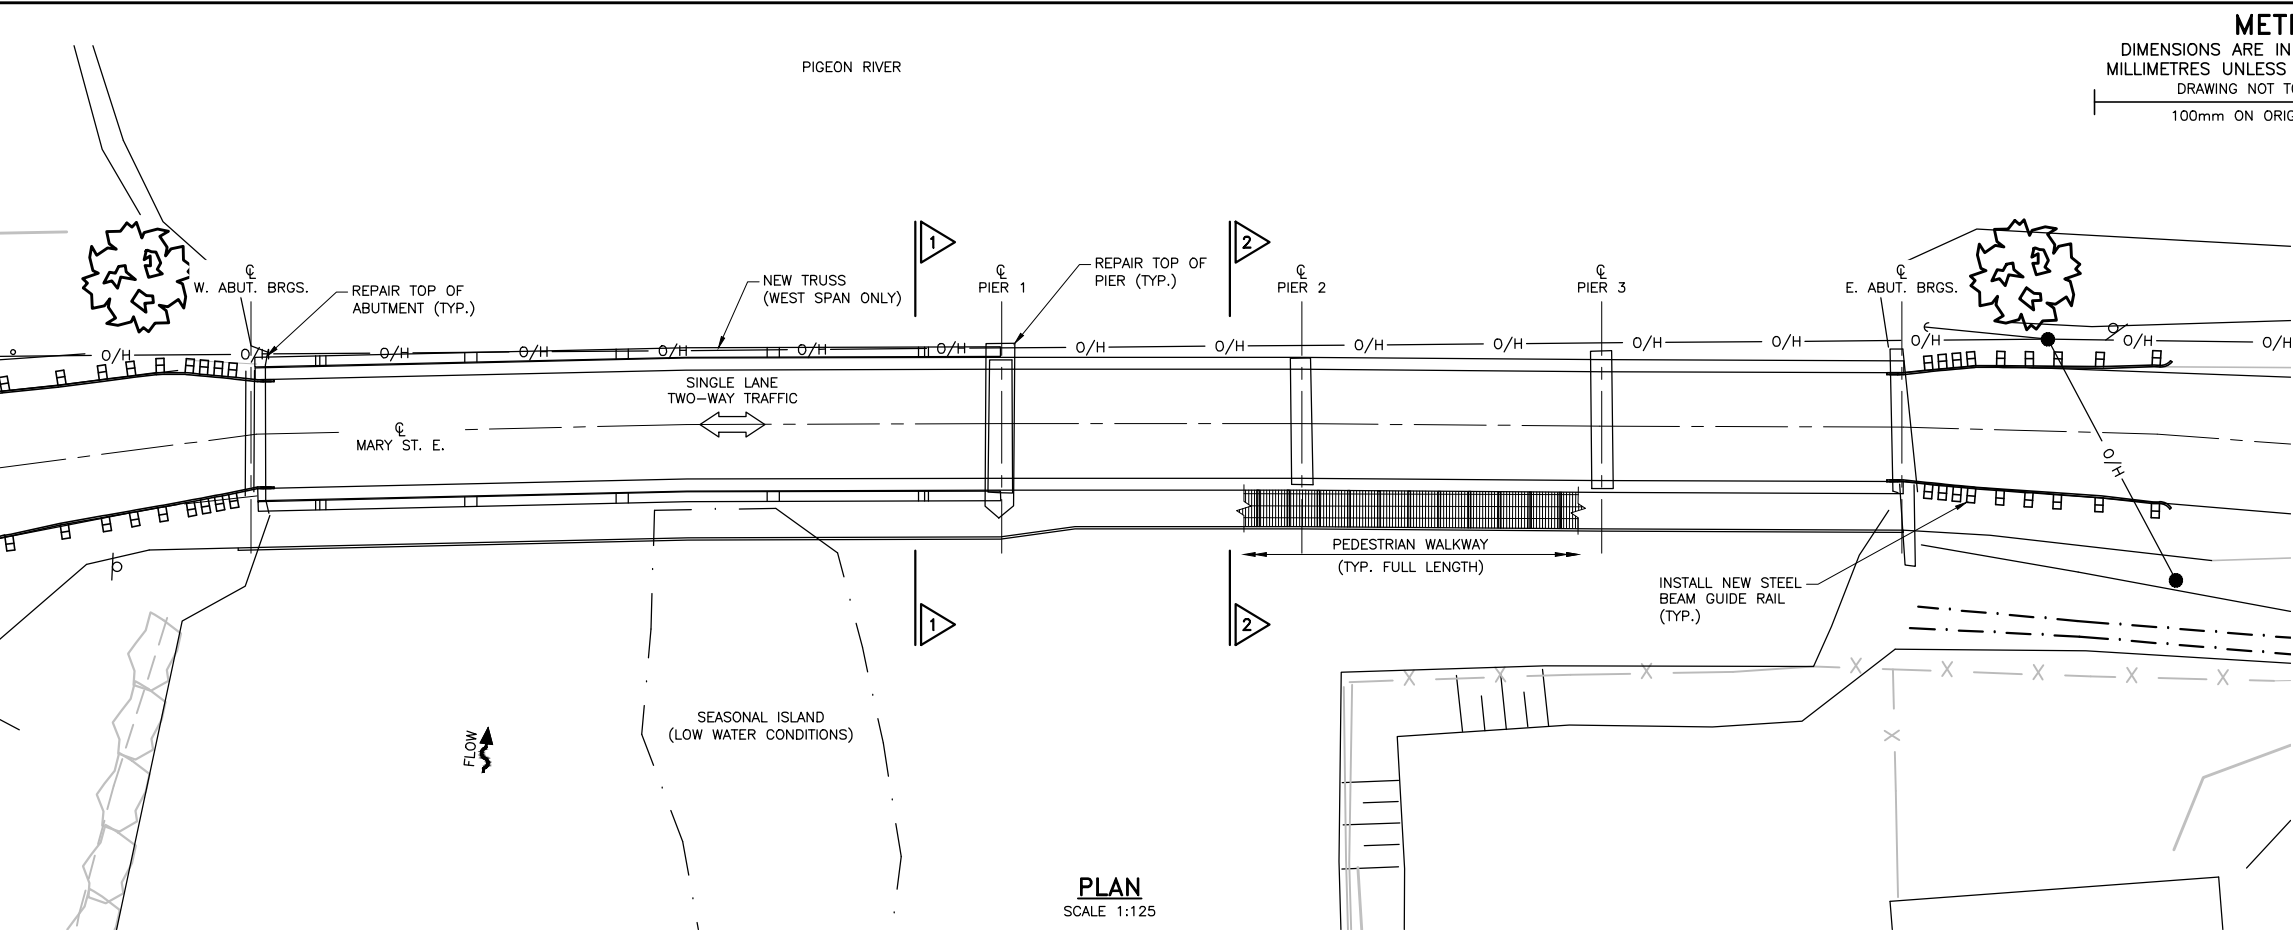 METR
DIMENSIONS ARE IN
MILLIMETRES UNLESS
DRAWING NOT TO
100mm ON ORIG
PIGEON RIVER
1
2
℄
W. ABUT. BRGS.
REPAIR TOP OF
ABUTMENT (TYP.)
NEW TRUSS
(WEST SPAN ONLY)
℄
PIER 1
REPAIR TOP OF
PIER (TYP.)
℄
PIER 2
℄
PIER 3
℄
E. ABUT. BRGS.
O/H O/H O/H O/H O/H O/H O/H O/H O/H O/H O/H O/H O/H O/H O/H O/H
SINGLE LANE
TWO-WAY TRAFFIC
℄
MARY ST. E.
O/H
PEDESTRIAN WALKWAY
(TYP. FULL LENGTH)
INSTALL NEW STEEL
BEAM GUIDE RAIL
(TYP.)
1
2
X X X X X X X X
X
SEASONAL ISLAND
(LOW WATER CONDITIONS)
FLOW
PLAN
SCALE 1:125